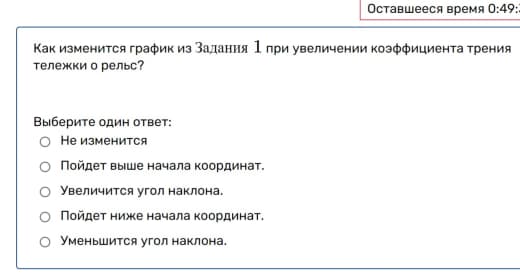 Оставшееся время 0:49:
Как изменится график из Задания 1 при увеличении коэффициента трения
тележки о рельс?
Выберите один ответ:
Не изменится
Пойдет выше начала координат.
Увеличится угол наклона.
Пойдет ниже начала координат.
Уменьшится угол наклона.